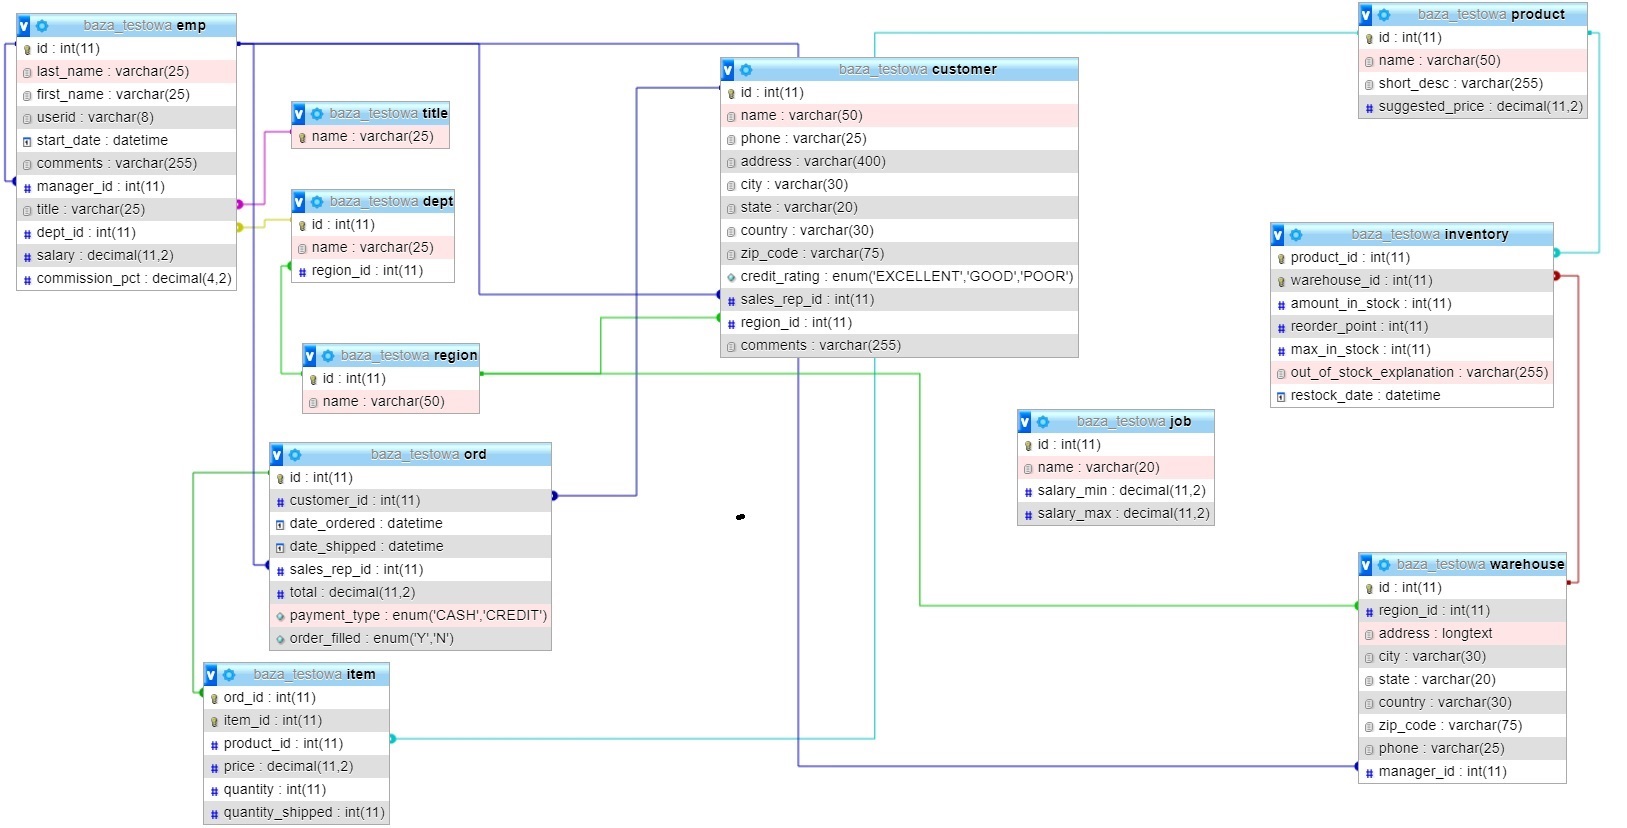 baza_testowa emp
id : int(11)
last_name : varchar(25)
first_name : varchar(25)
userid : varchar(8)
start_date : datetime
comments : varchar(255)
manager_id : int(11)
title : varchar(25)
dept_id : int(11)
salary : decimal(11,2)
commission_pct : decimal(4,2)
baza_testowa title
name : varchar(25)
baza_testowa dept
id : int(11)
name : varchar(25)
region_id : int(11)
baza_testowa region
id : int(11)
name : varchar(50)
baza_testowa ord
id : int(11)
customer_id : int(11)
date_ordered : datetime
date_shipped : datetime
sales_rep_id : int(11)
total : decimal(11,2)
payment_type : enum('CASH','CREDIT')
order_filled : enum('Y','N')
baza_testowa item
ord_id : int(11)
item_id : int(11)
product_id : int(11)
price : decimal(11,2)
quantity : int(11)
quantity_shipped : int(11)
baza_testowa customer
id : int(11)
name : varchar(50)
phone : varchar(25)
address : varchar(400)
city : varchar(30)
state : varchar(20)
country : varchar(30)
zip_code : varchar(75)
credit_rating : enum('EXCELLENT','GOOD','POOR')
sales_rep_id : int(11)
region_id : int(11)
comments : varchar(255)
baza_testowa job
id : int(11)
name : varchar(20)
salary_min : decimal(11,2)
salary_max : decimal(11,2)
baza_testowa product
id : int(11)
name : varchar(50)
short_desc : varchar(255)
suggested_price : decimal(11,2)
baza_testowa inventory
product_id : int(11)
warehouse_id : int(11)
amount_in_stock : int(11)
reorder_point : int(11)
max_in_stock : int(11)
out_of_stock_explanation : varchar(255)
restock_date : datetime
baza_testowa warehouse
id : int(11)
region_id : int(11)
address : longtext
city : varchar(30)
state : varchar(20)
country : varchar(30)
zip_code : varchar(75)
phone : varchar(25)
manager_id : int(11)